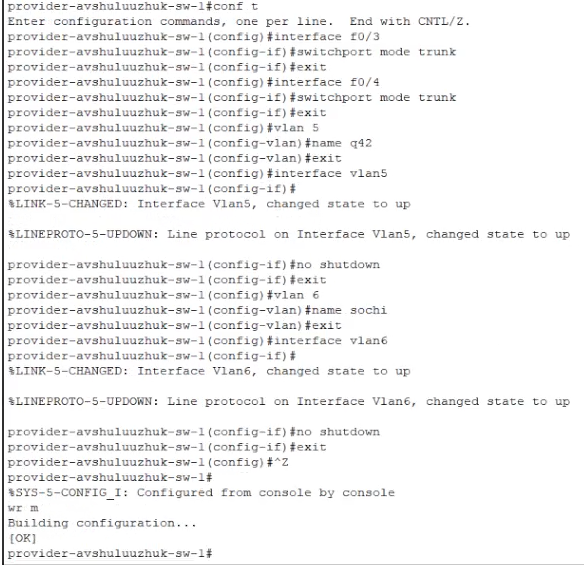 provider-avshuluuzhuk-sw-1#conf t
Enter configuration commands, one per line.  End with CNTL/Z.
provider-avshuluuzhuk-sw-1(config)#interface f0/3
provider-avshuluuzhuk-sw-1(config-if)#switchport mode trunk
provider-avshuluuzhuk-sw-1(config-if)#exit
provider-avshuluuzhuk-sw-1(config)#interface f0/4
provider-avshuluuzhuk-sw-1(config-if)#switchport mode trunk
provider-avshuluuzhuk-sw-1(config-if)#exit
provider-avshuluuzhuk-sw-1(config)#vlan 5
provider-avshuluuzhuk-sw-1(config-vlan)#name q42
provider-avshuluuzhuk-sw-1(config-vlan)#exit
provider-avshuluuzhuk-sw-1(config)#interface vlan5
provider-avshuluuzhuk-sw-1(config-if)#
%LINK-5-CHANGED: Interface Vlan5, changed state to up
%LINEPROTO-5-UPDOWN: Line protocol on Interface Vlan5, changed state to up
provider-avshuluuzhuk-sw-1(config-if)#no shutdown
provider-avshuluuzhuk-sw-1(config-if)#exit
provider-avshuluuzhuk-sw-1(config)#vlan 6
provider-avshuluuzhuk-sw-1(config-vlan)#name sochi
provider-avshuluuzhuk-sw-1(config-vlan)#exit
provider-avshuluuzhuk-sw-1(config)#interface vlan6
provider-avshuluuzhuk-sw-1(config-if)#
%LINK-5-CHANGED: Interface Vlan6, changed state to up
%LINEPROTO-5-UPDOWN: Line protocol on Interface Vlan6, changed state to up
provider-avshuluuzhuk-sw-1(config-if)#no shutdown
provider-avshuluuzhuk-sw-1(config-if)#exit
provider-avshuluuzhuk-sw-1(config)#^Z
provider-avshuluuzhuk-sw-1#
%SYS-5-CONFIG_I: Configured from console by console
wr m
Building configuration...
[OK]
provider-avshuluuzhuk-sw-1#